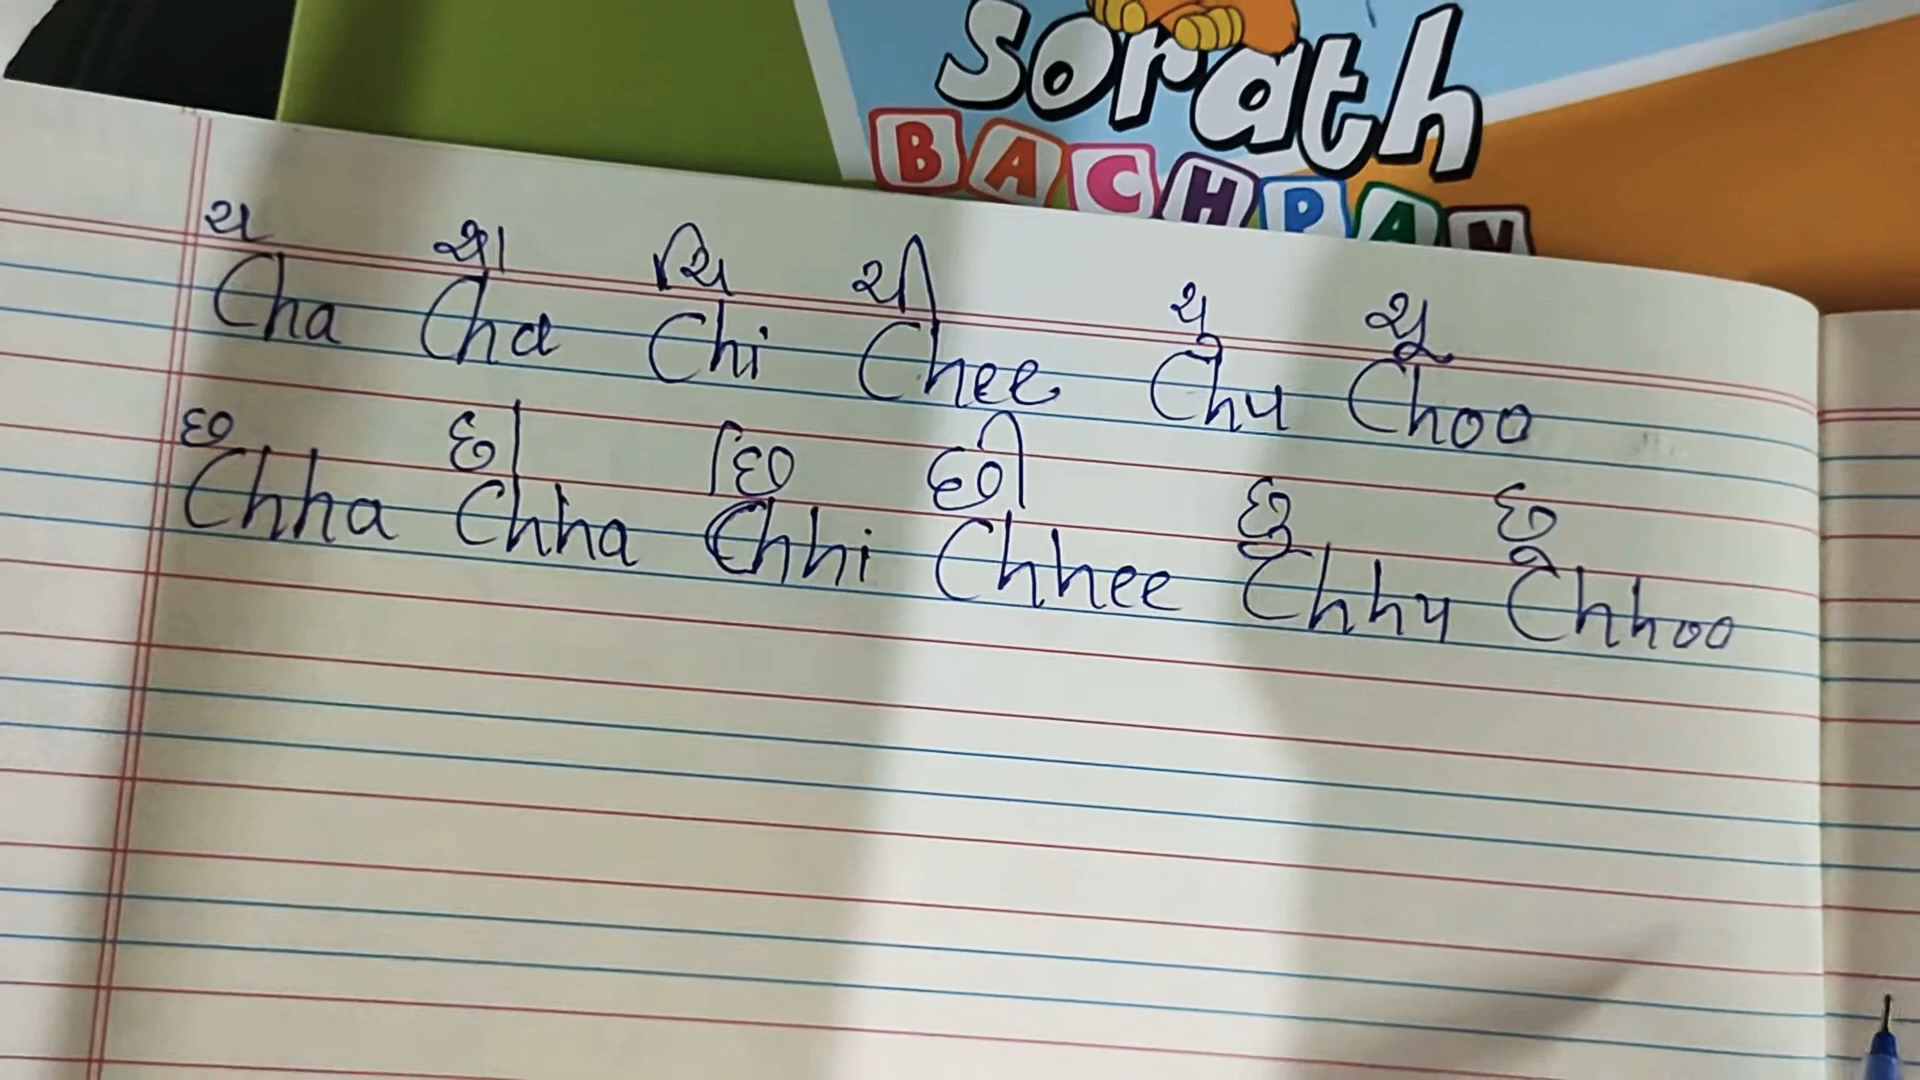 sorath
BACHPAN
ચ ચા ચિ ચી ચુ ચૂ
Cha Cha Chi Chee Chu Choo
છ છા છિ છી છુ છૂ
Chha Chha Chhi Chhee Chhu Chhoo